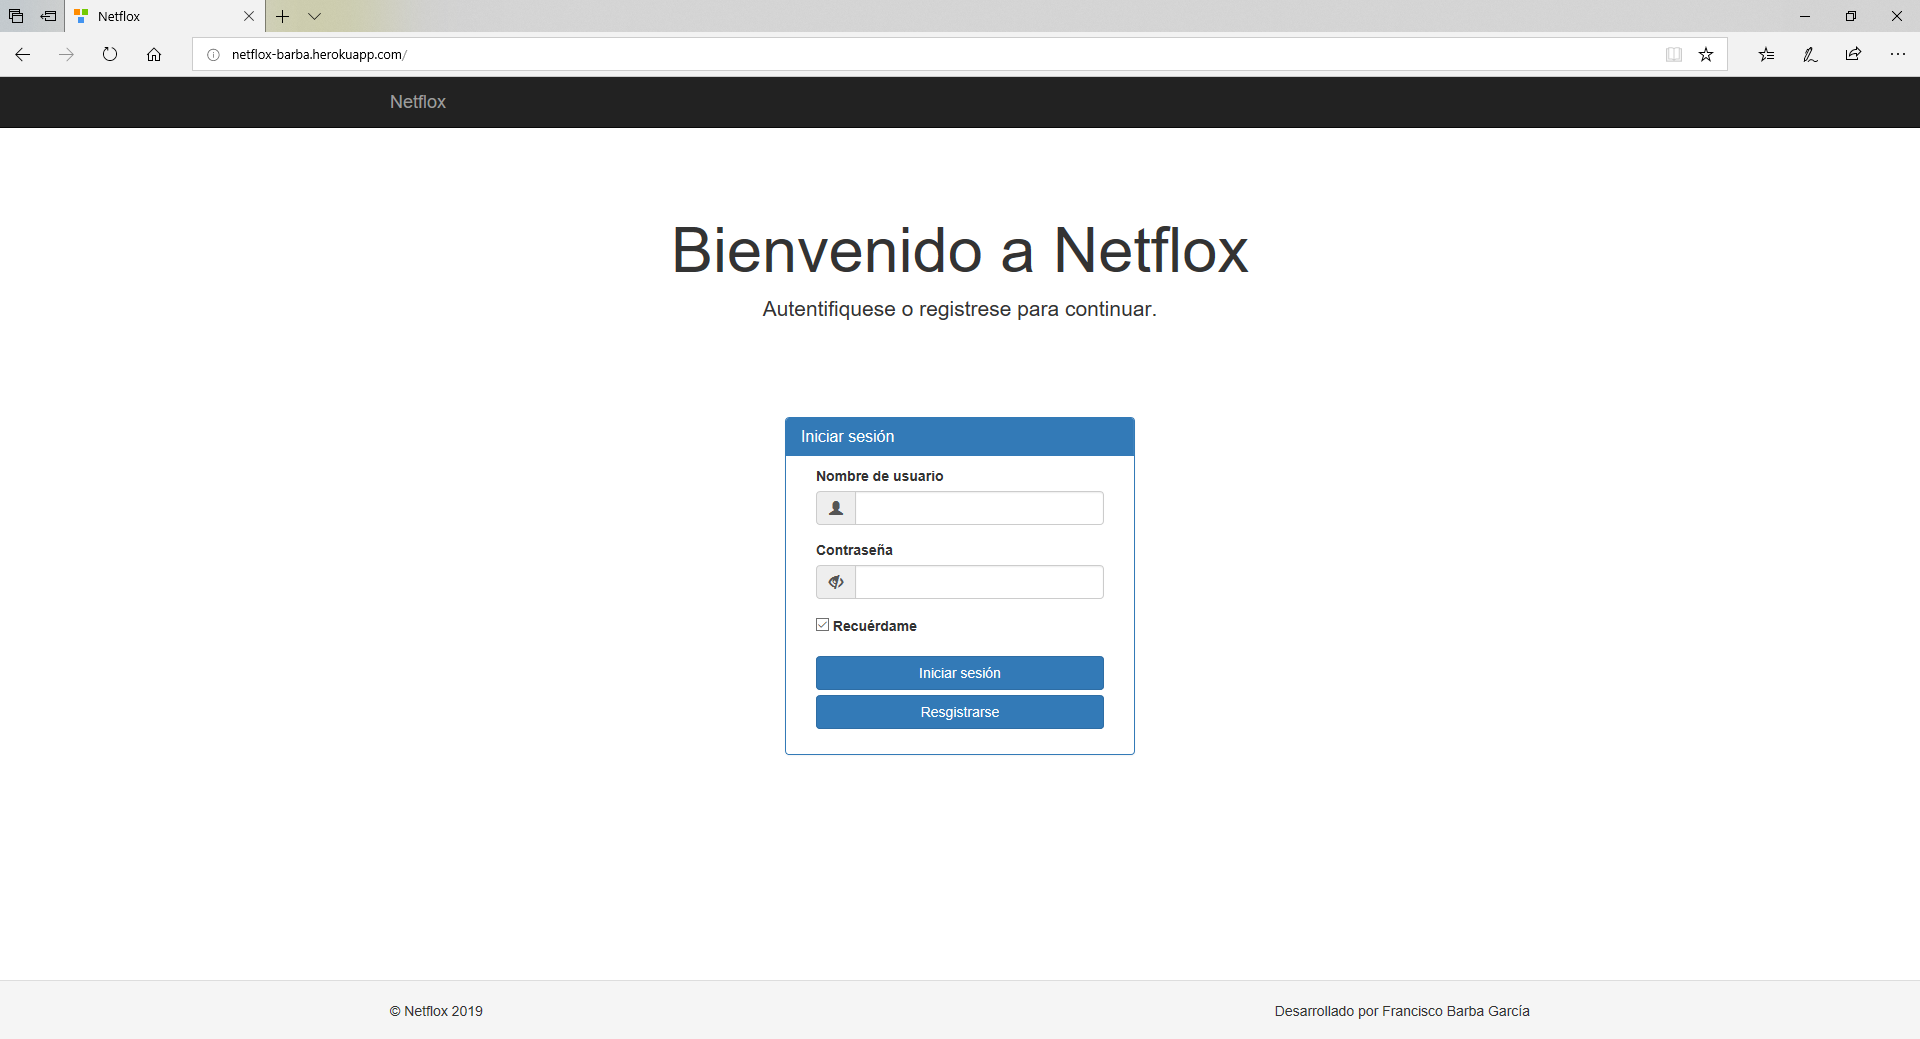 Netflox
netflox-barba.herokuapp.com/
Netflox
Bienvenido a Netflox
Autentifiquese o registrese para continuar.
Iniciar sesión
Nombre de usuario
Contraseña
Recuérdame
Iniciar sesión
Resgistrarse
© Netflox 2019
Desarrollado por Francisco Barba García